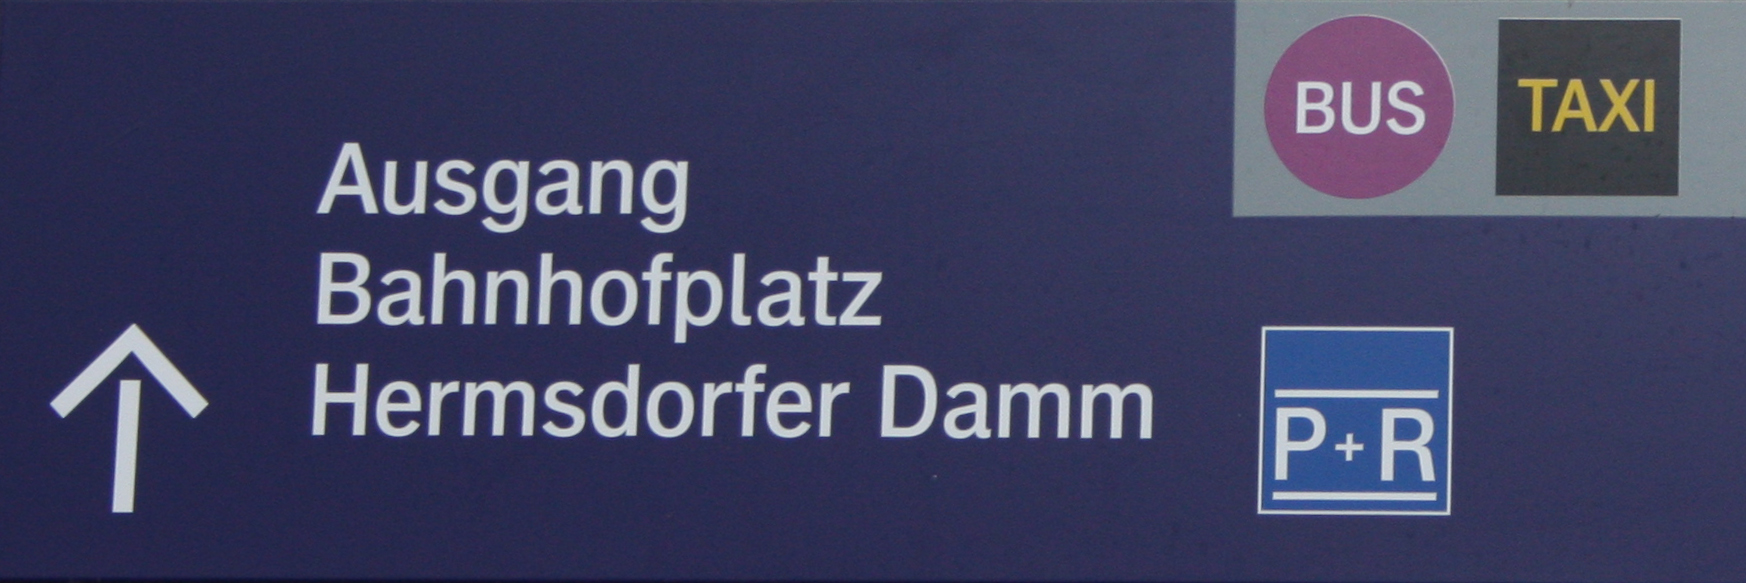 BUS TAXI
Ausgang
Bahnhofplatz
Hermsdorfer Damm
P+R